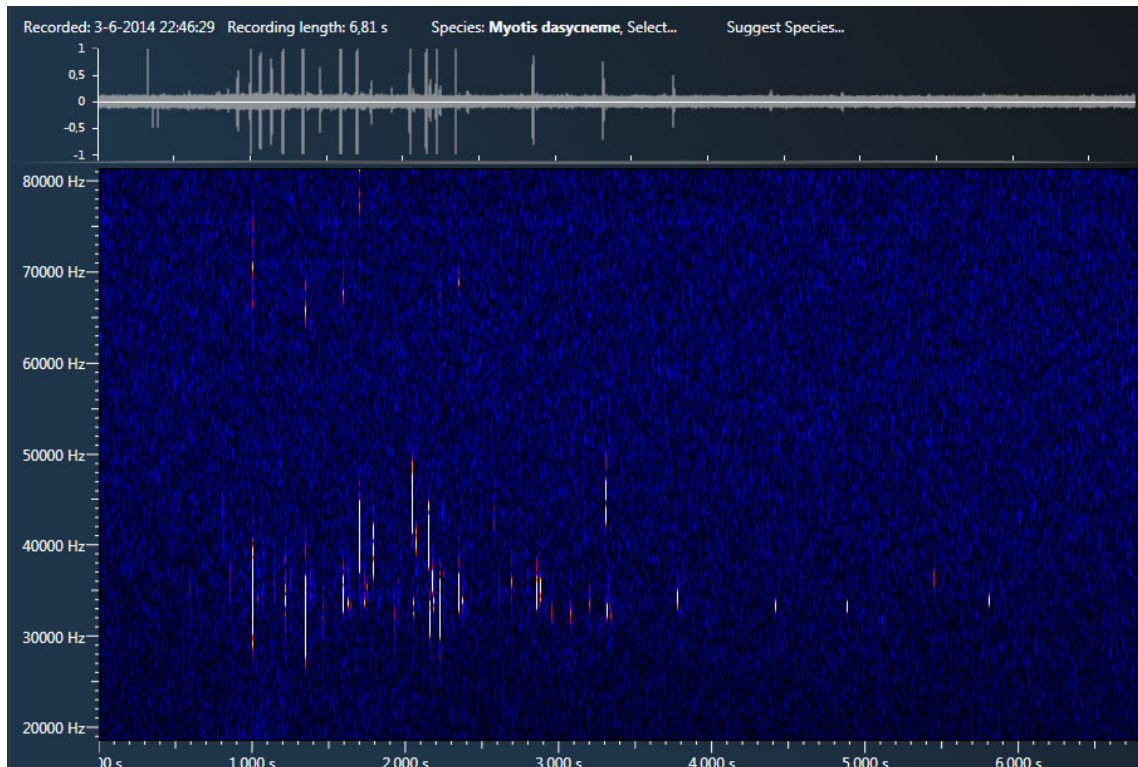 Recorded: 3-6-2014 22:46:29 Recording length: 6,81 s Species: Myotis dasycneme, Select... Suggest Species...
1
0,5
0
-0,5
-1
80000 Hz
70000 Hz
60000 Hz
50000 Hz
40000 Hz
30000 Hz
20000 Hz
00 s 1 000 s 2 000 s 3 000 s 4 000 s 5 000 s 6 000 s